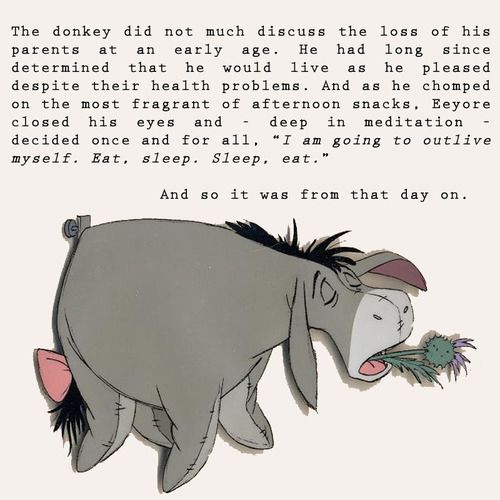 The donkey did not much discuss the loss of his
parents at an early age. He had long since
determined that he would live as he pleased
despite their health problems. And as he chomped
on the most fragrant of afternoon snacks, Eeyore
closed his eyes and - deep in meditation -
decided once and for all, “I am going to outlive
myself. Eat, sleep. Sleep, eat.”
And so it was from that day on.